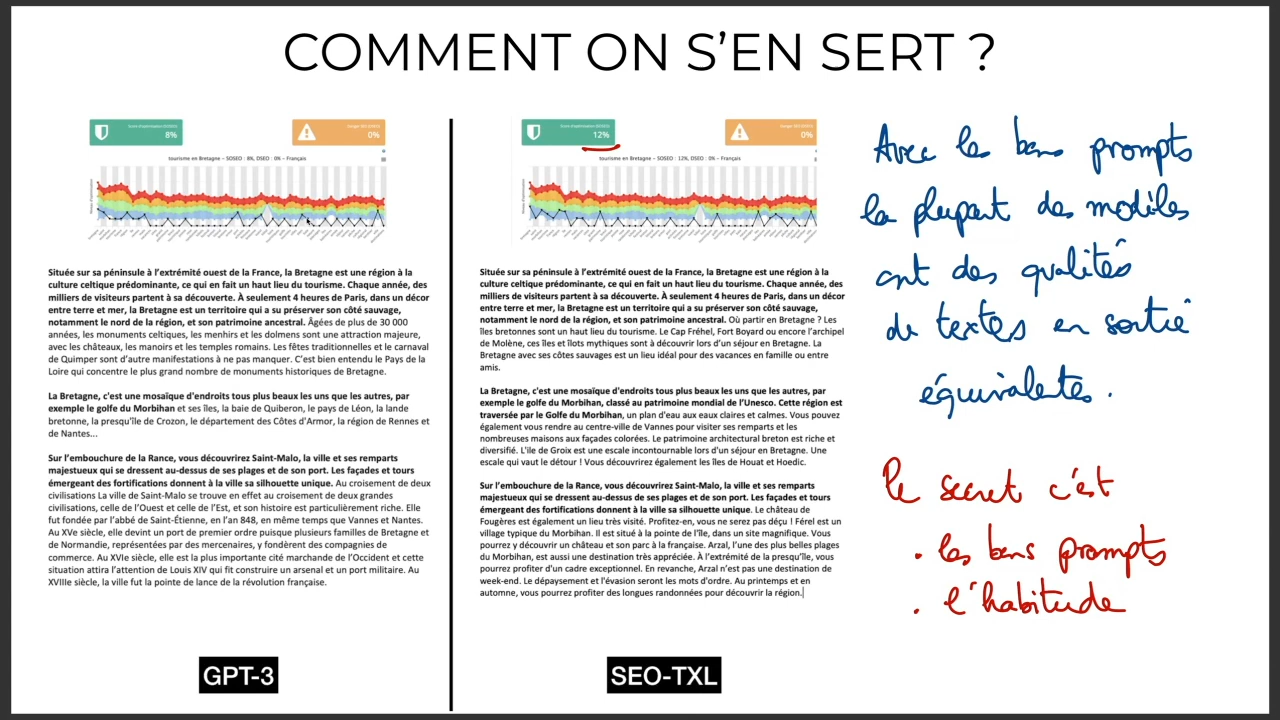 COMMENT ON S'EN SERT ?
8%
0%
tourisme en Bretagne – SOSEO : 8%, DSEO : 0% – Français
Située sur sa péninsule à l'extrémité ouest de la France, la Bretagne est une région à la
culture celtique prédominante, ce qui en fait un haut lieu du tourisme. Chaque année, des
milliers de visiteurs partent à sa découverte. À seulement 4 heures de Paris, dans un décor
entre terre et mer, la Bretagne est un territoire qui a su préserver son côté sauvage,
notamment le nord de la région, et son patrimoine ancestral. Âgées de plus de 30 000
années, les monuments celtiques, les menhirs et les dolmens sont une attraction majeure,
avec les châteaux, les manoirs et les temples romains. Les fêtes traditionnelles et le carnaval
de Quimper sont d'autre manifestations à ne pas manquer. C'est bien entendu le Pays de la
Loire qui concentre le plus grand nombre de monuments historiques de Bretagne.
La Bretagne, c'est une mosaïque d'endroits tous plus beaux les uns que les autres, par
exemple le golfe du Morbihan et ses îles, la baie de Quiberon, le pays de Léon, la lande
bretonne, la presqu'île de Crozon, le département des Côtes d'Armor, la région de Rennes et
de Nantes...
Sur l'embouchure de la Rance, vous découvrirez Saint-Malo, la ville et ses remparts
majestueux qui se dressent au-dessus de ses plages et de son port. Les façades et tours
émergeant des fortifications donnent à la ville sa silhouette unique. Au croisement de deux
civilisations La ville de Saint-Malo se trouve en effet au croisement de deux grandes
civilisations, celle de l'Ouest et celle de l'Est, et son histoire est particulièrement riche. Elle
fut fondée par l'abbé de Saint-Étienne, en l'an 848, en même temps que Vannes et Nantes.
Au XVe siècle, elle devint un port de premier ordre puisque plusieurs familles de Bretagne et
de Normandie, représentées par des mercenaires, y fondèrent des compagnies de
commerce. Au XVIe siècle, elle est la plus importante cité marchande de l'Occident et cette
situation attira l'attention de Louis XIV qui fit construire un arsenal et un port militaire. Au
XVIIIe siècle, la ville fut la pointe de lance de la révolution française.
GPT-3
12%
0%
tourisme en Bretagne – SOSEO : 12%, DSEO : 0% – Français
Située sur sa péninsule à l'extrémité ouest de la France, la Bretagne est une région à la
culture celtique prédominante, ce qui en fait un haut lieu du tourisme. Chaque année, des
milliers de visiteurs partent à sa découverte. À seulement 4 heures de Paris, dans un décor
entre terre et mer, la Bretagne est un territoire qui a su préserver son côté sauvage,
notamment le nord de la région, et son patrimoine ancestral. Où partir en Bretagne ? Les
îles bretonnes sont un haut lieu du tourisme. Le Cap Fréhel, Fort Boyard ou encore l'archipel
de Molène, ces îles et îlots mythiques sont à découvrir lors d'un séjour en Bretagne. La
Bretagne avec ses côtes sauvages est un lieu idéal pour des vacances en famille ou entre
amis.
La Bretagne, c'est une mosaïque d'endroits tous plus beaux les uns que les autres, par
exemple le golfe du Morbihan, classé au patrimoine mondial de l'Unesco. Cette région est
traversée par le Golfe du Morbihan, un plan d'eau aux eaux claires et calmes. Vous pouvez
également vous rendre au centre-ville de Vannes pour visiter ses remparts et les
nombreuses maisons aux façades colorées. Le patrimoine architectural breton est riche et
diversifié. L'ile de Groix est une escale incontournable lors d'un séjour en Bretagne. Une
escale qui vaut le détour ! Vous découvrirez également les îles de Houat et Hoedic.
Sur l'embouchure de la Rance, vous découvrirez Saint-Malo, la ville et ses remparts
majestueux qui se dressent au-dessus de ses plages et de son port. Les façades et tours
émergeant des fortifications donnent à la ville sa silhouette unique. Le château de
Fougères est également un lieu très visité. Profitez-en, vous ne serez pas déçu ! Férel est un
village typique du Morbihan. Il est situé à la pointe de l'île, dans un site magnifique. Vous
pourrez y découvrir un château et son parc à la française. Arzal, l'une des plus belles plages
du Morbihan, est aussi une destination très appréciée. À l'extrémité de la presqu'île, vous
pourrez profiter d'un cadre exceptionnel. En revanche, Arzal n'est pas une destination de
week-end. Le dépaysement et l'évasion seront les mots d'ordre. Au printemps et en
automne, vous pourrez profiter des longues randonnées pour découvrir la région.
SEO-TXL
Avec les bons prompts
la plupart des modèles
ont des qualités
de textes en sortie
équivalentes.
Le secret c'est
. les bons prompts
. l'habitude